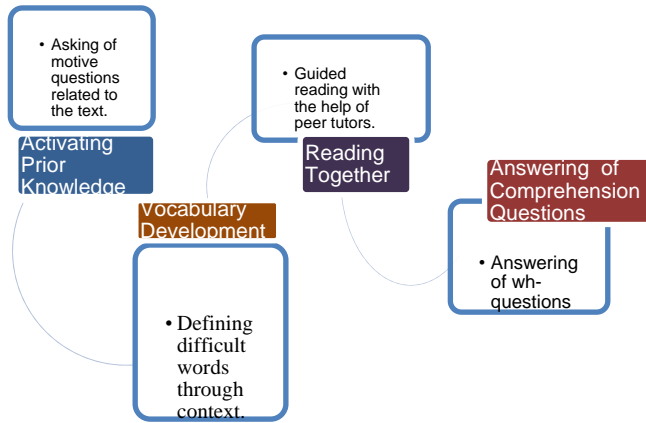 • Asking of
motive
questions
related to
the text.
Activating
Prior
Knowledge
Vocabulary
Development
• Defining
difficult
words
through
context.
• Guided
reading with
the help of
peer tutors.
Reading
Together
Answering of
Comprehension
Questions
• Answering
of wh-
questions